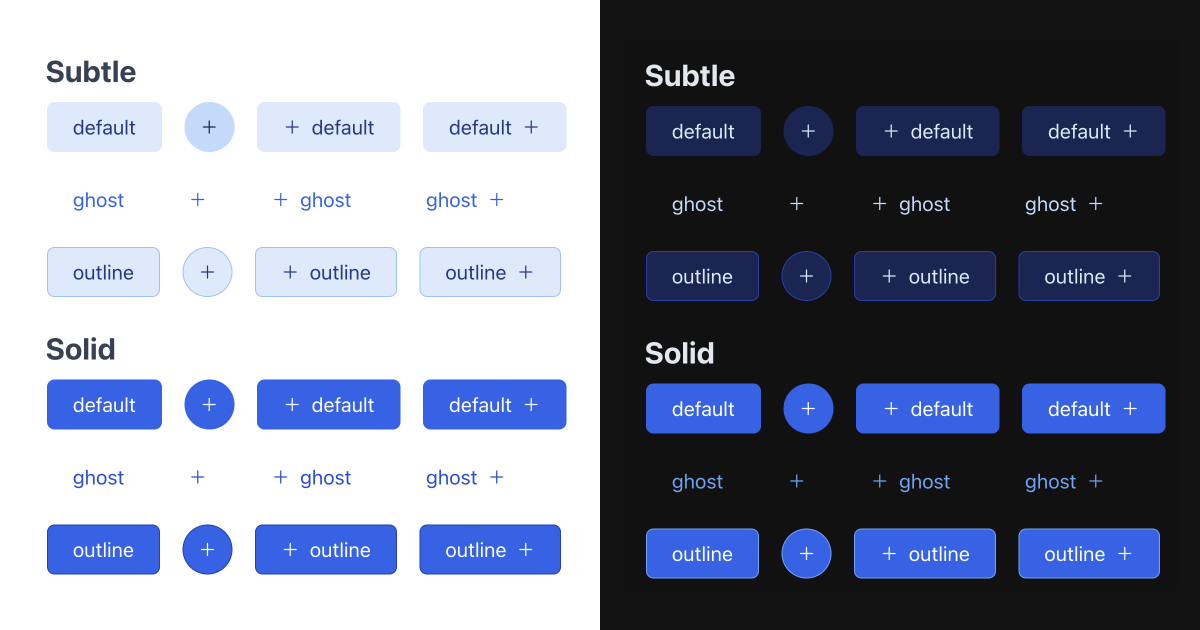 Subtle
default + + default default +
ghost + + ghost ghost +
outline + + outline outline +
Solid
default + + default default +
ghost + + ghost ghost +
outline + + outline outline +
Subtle
default + + default default +
ghost + + ghost ghost +
outline + + outline outline +
Solid
default + + default default +
ghost + + ghost ghost +
outline + + outline outline +